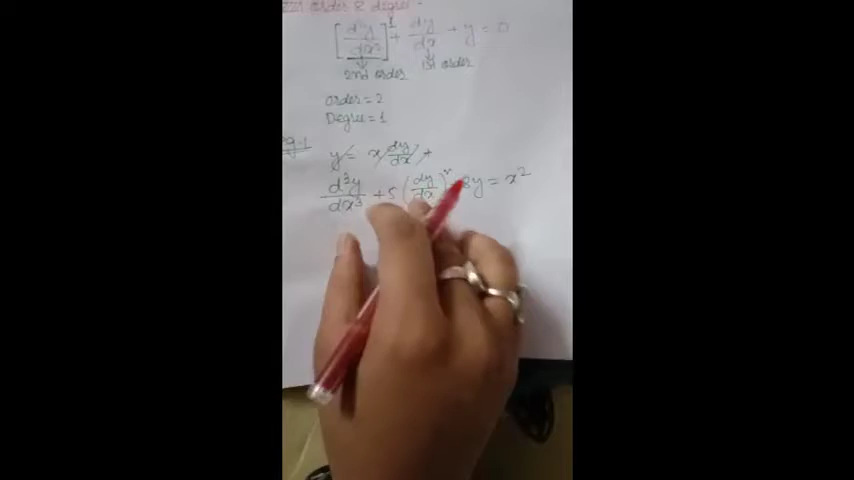 order & degree -
[d²y/dx²]¹ + dy/dx + y = 0
2nd order 1st order
order = 2
Degree = 1
y = x dy/dx +
d³y/dx³ + 5 (dy/dx) 8y = x²